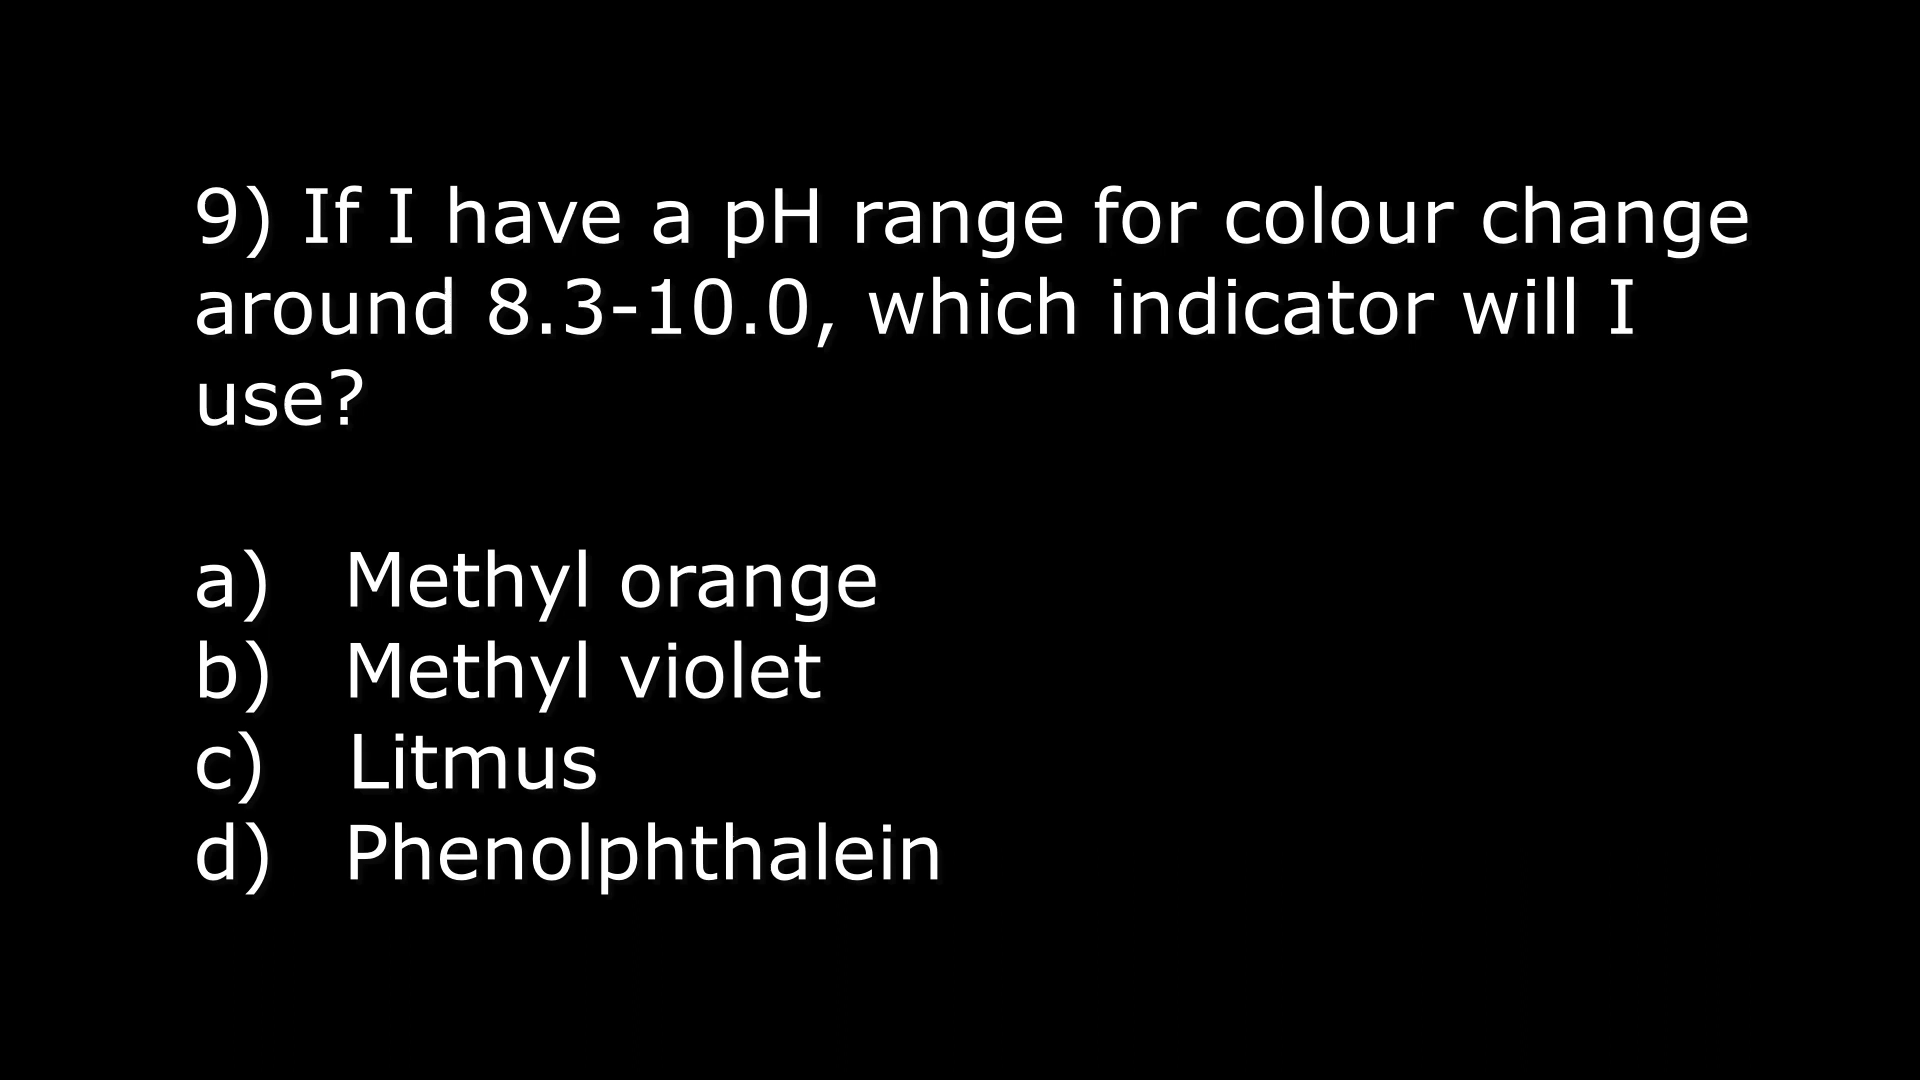 9) If I have a pH range for colour change
around 8.3-10.0, which indicator will I
use?
a) Methyl orange
b) Methyl violet
c) Litmus
d) Phenolphthalein